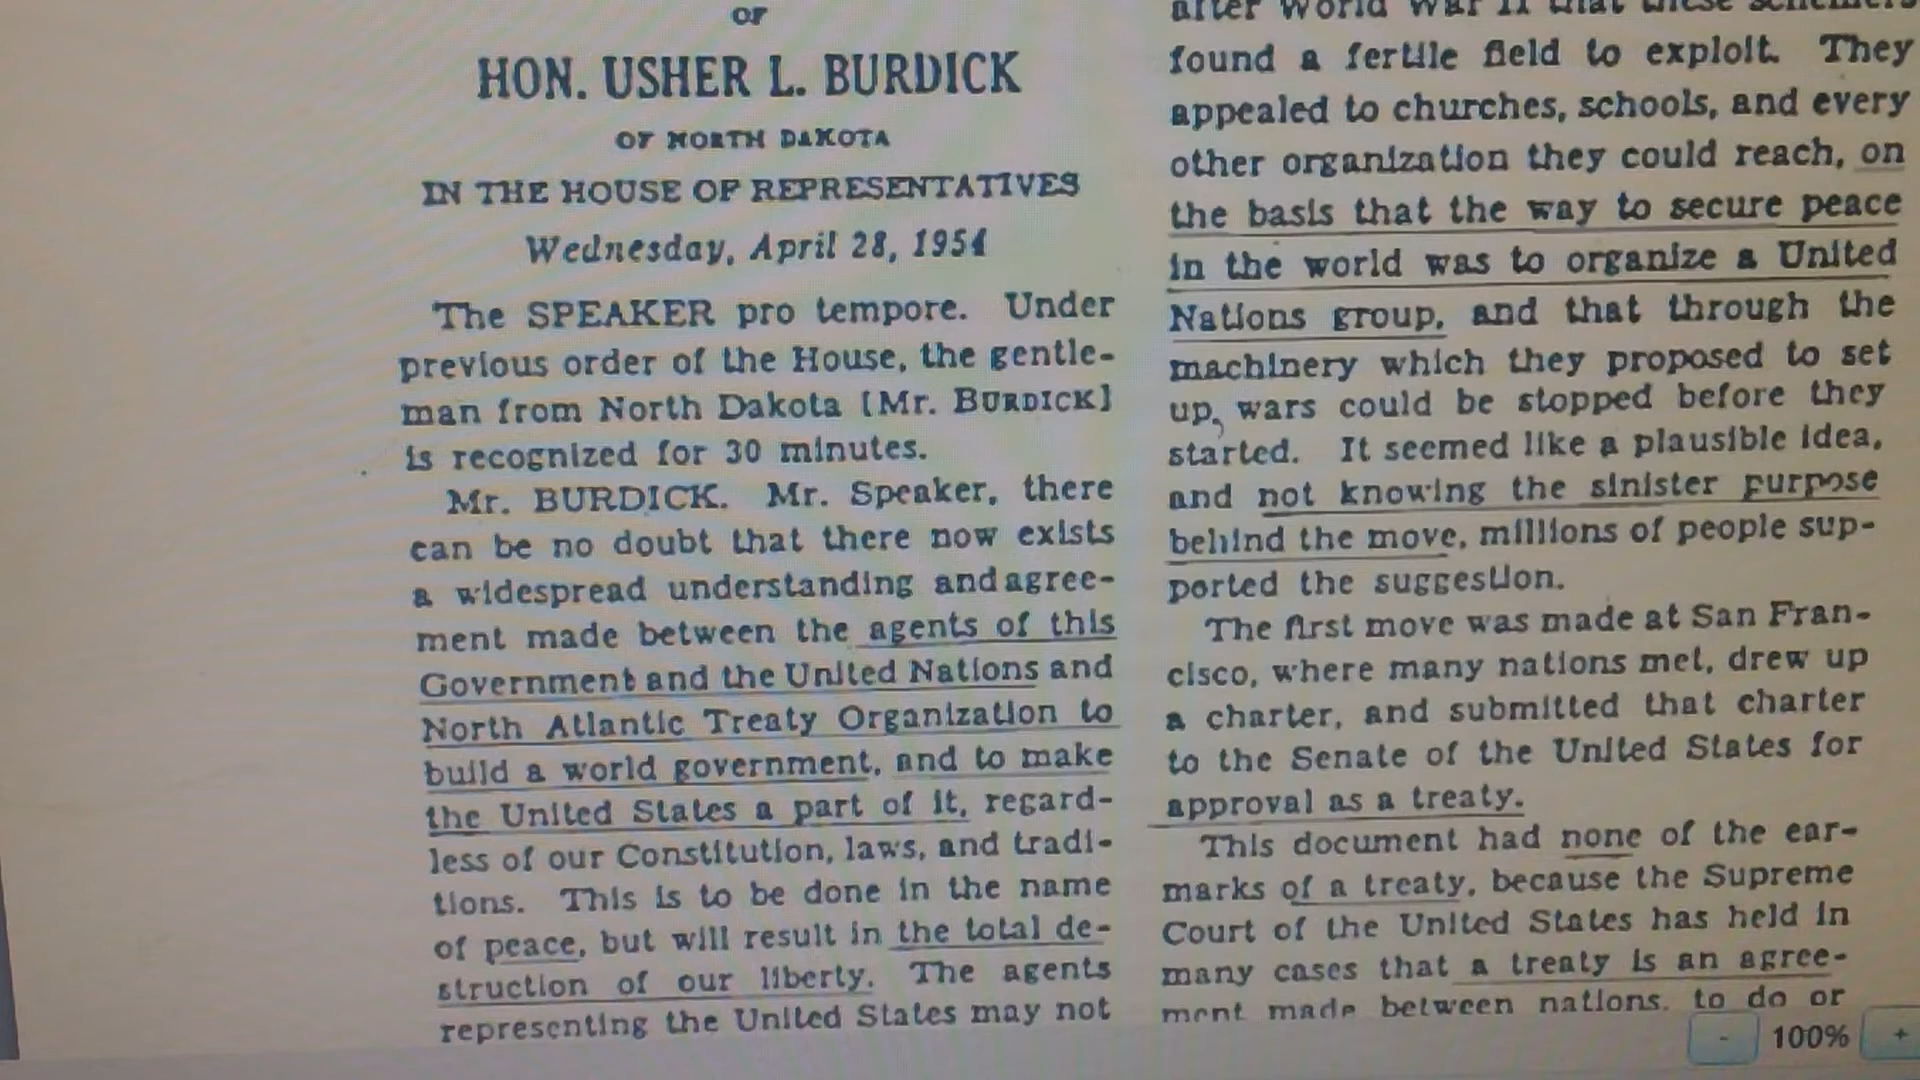 OF
HON. USHER L. BURDICK
OF NORTH DAKOTA
IN THE HOUSE OF REPRESENTATIVES
Wednesday, April 28, 1954
The SPEAKER pro tempore. Under
previous order of the House, the gentle-
man from North Dakota [Mr. BURDICK]
is recognized for 30 minutes.
Mr. BURDICK. Mr. Speaker, there
can be no doubt that there now exists
a widespread understanding and agree-
ment made between the agents of this
Government and the United Nations and
North Atlantic Treaty Organization to
build a world government, and to make
the United States a part of it, regard-
less of our Constitution, laws, and tradi-
tions. This is to be done in the name
of peace, but will result in the total de-
struction of our liberty. The agents
representing the United States may not
after World War II that these schemers
found a fertile field to exploit. They
appealed to churches, schools, and every
other organization they could reach, on
the basis that the way to secure peace
in the world was to organize a United
Nations group, and that through the
machinery which they proposed to set
up, wars could be stopped before they
started. It seemed like a plausible idea,
and not knowing the sinister purpose
behind the move, millions of people sup-
ported the suggestion.
The first move was made at San Fran-
cisco, where many nations met, drew up
a charter, and submitted that charter
to the Senate of the United States for
approval as a treaty.
This document had none of the ear-
marks of a treaty, because the Supreme
Court of the United States has held in
many cases that a treaty is an agree-
ment made between nations, to do or
- 100% +